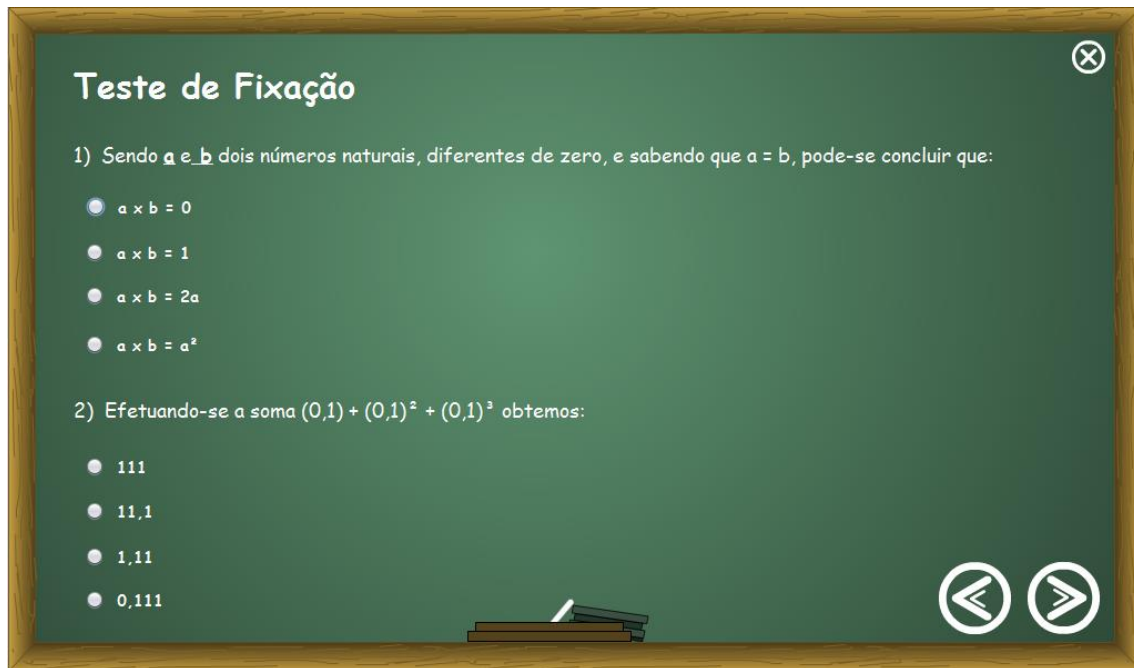 Teste de Fixação
1) Sendo a e b dois números naturais, diferentes de zero, e sabendo que a = b, pode-se concluir que:
a x b = 0
a x b = 1
a x b = 2a
a x b = a²
2) Efetuando-se a soma (0,1) + (0,1)² + (0,1)³ obtemos:
111
11,1
1,11
0,111